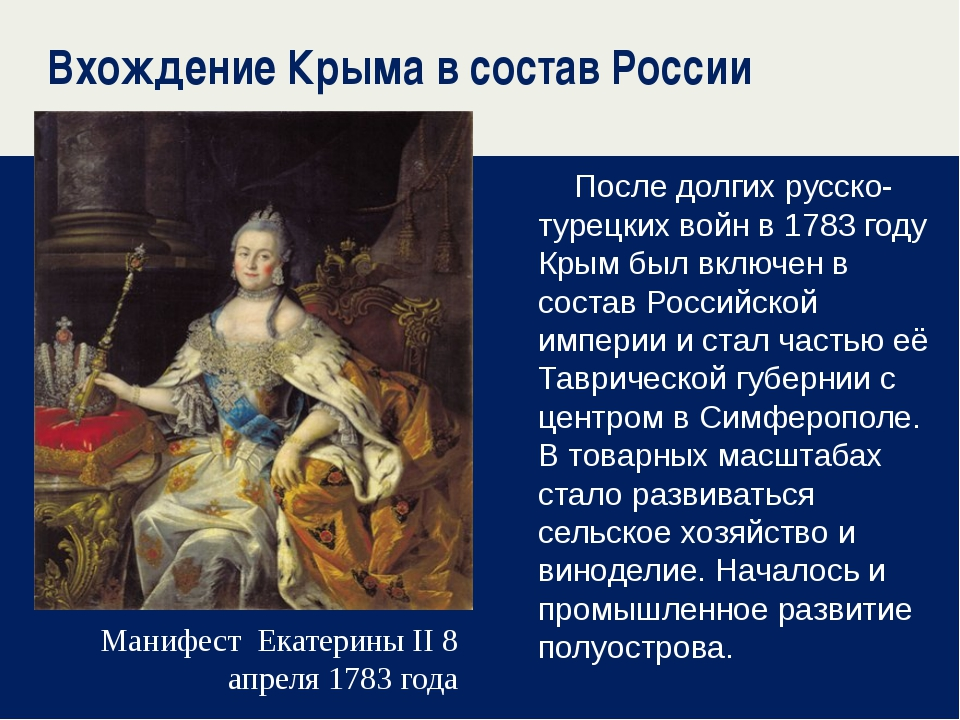 Вхождение Крыма в состав России
После долгих русско-
турецких войн в 1783 году
Крым был включен в
состав Российской
империи и стал частью её
Таврической губернии с
центром в Симферополе.
В товарных масштабах
стало развиваться
сельское хозяйство и
виноделие. Началось и
промышленное развитие
полуострова.
Манифест Екатерины II 8
апреля 1783 года